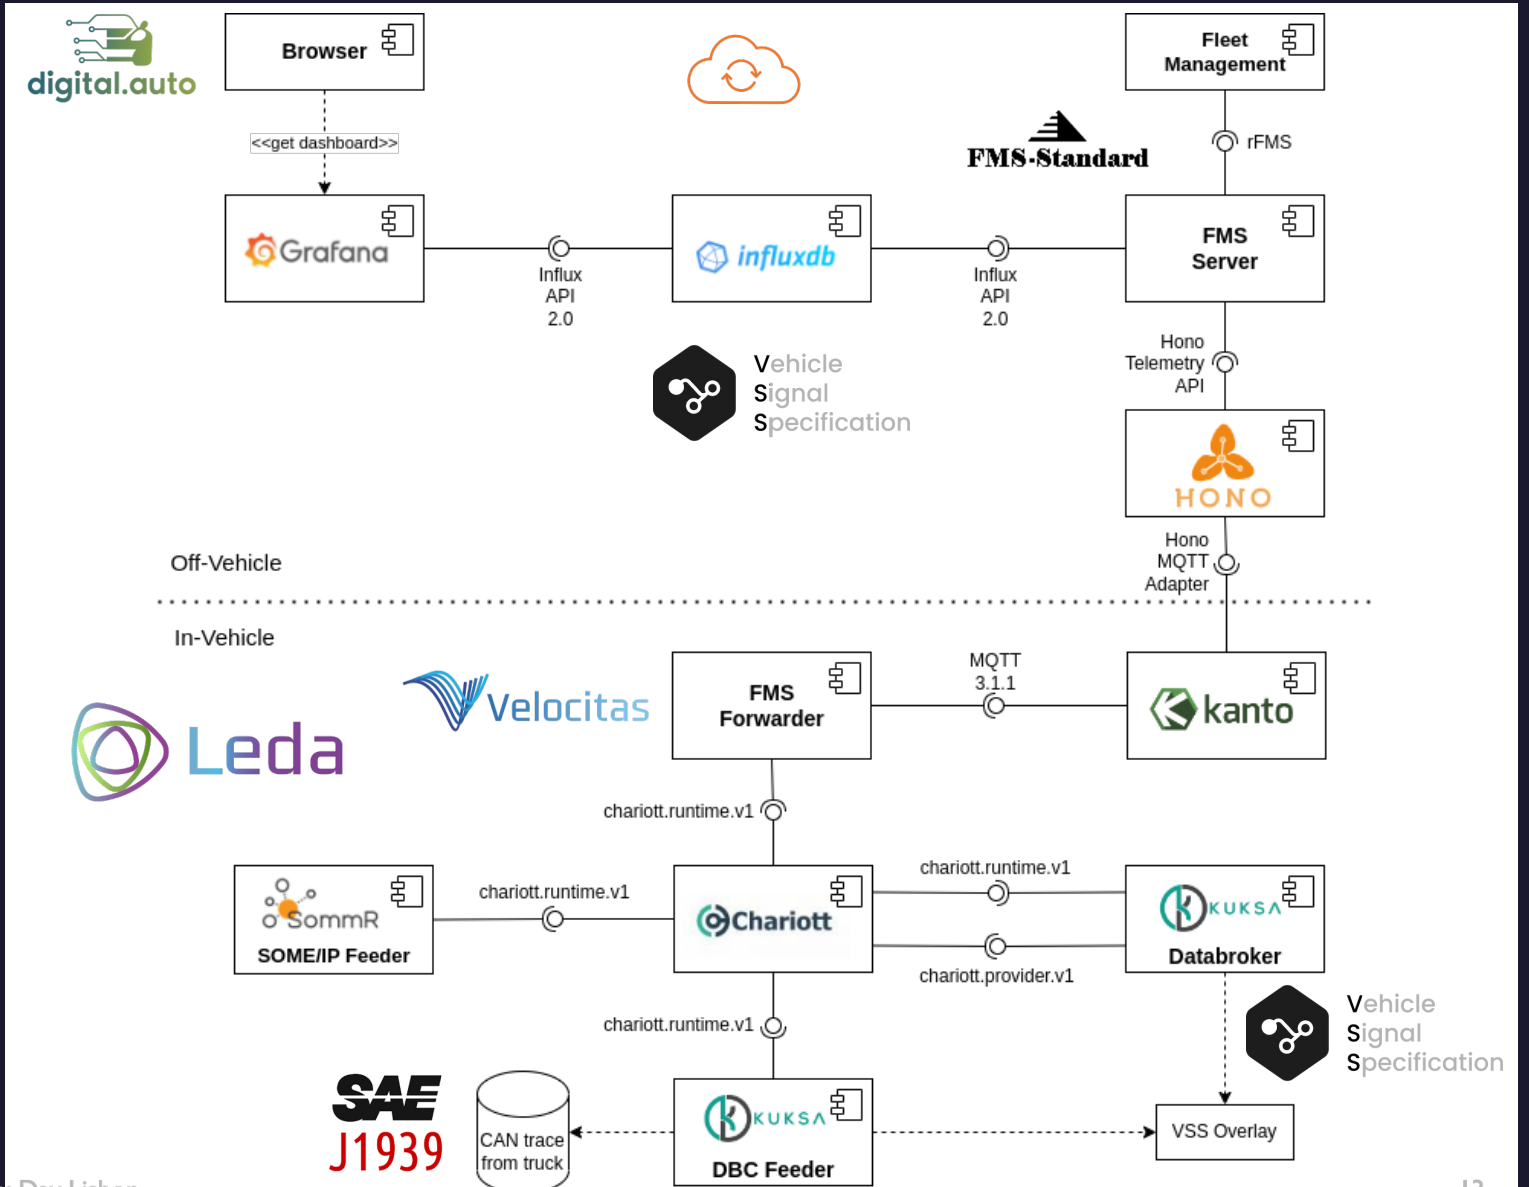 digital.auto
Browser
Fleet
Management
<<get dashboard>>
FMS-Standard
rFMS
Grafana
influxdb
FMS
Server
Influx
API
2.0
Influx
API
2.0
Hono
Telemetry
API
Vehicle
Signal
Specification
HONO
Hono
MQTT
Adapter
Off-Vehicle
In-Vehicle
Velocitas
Leda
FMS
Forwarder
MQTT
3.1.1
kanto
chariott.runtime.v1
SommR
SOME/IP Feeder
chariott.runtime.v1
Chariott
chariott.runtime.v1
chariott.provider.v1
KUKSA
Databroker
chariott.runtime.v1
Vehicle
Signal
Specification
SAE
J1939
CAN trace
from truck
KUKSA
DBC Feeder
VSS Overlay